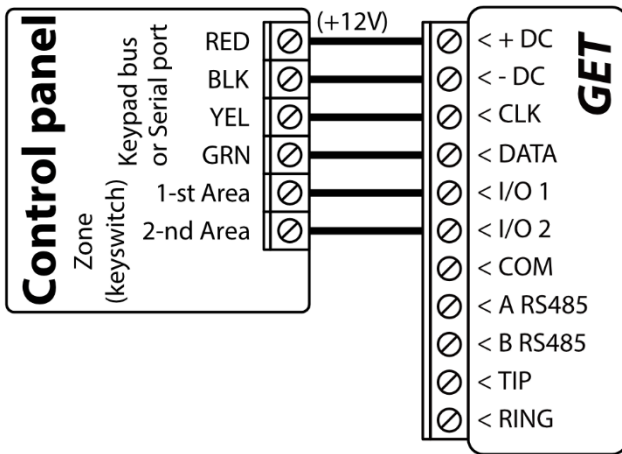 Control panel
Keypad bus
or Serial port
Zone
(keyswitch)
RED
BLK
YEL
GRN
1-st Area
2-nd Area
(+12V)
< + DC
< - DC
< CLK
< DATA
< I/O 1
< I/O 2
< COM
< A RS485
< B RS485
< TIP
< RING
GET